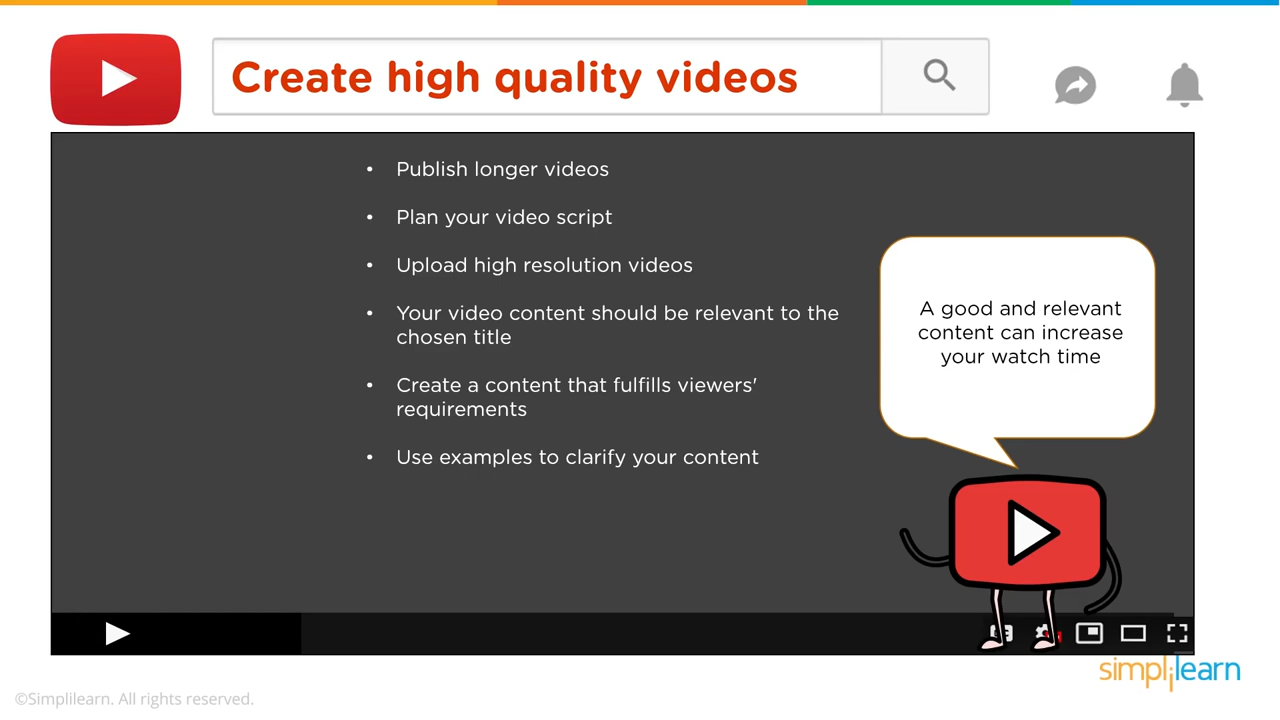 Create high quality videos
• Publish longer videos
• Plan your video script
• Upload high resolution videos
• Your video content should be relevant to the
chosen title
• Create a content that fulfills viewers'
requirements
• Use examples to clarify your content
A good and relevant
content can increase
your watch time
simplilearn
©Simplilearn. All rights reserved.